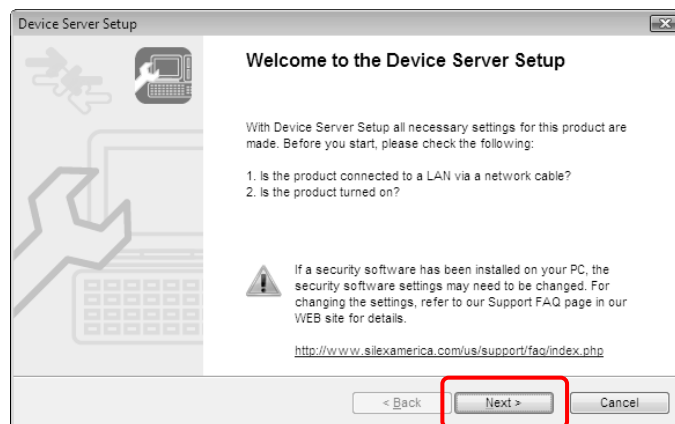 Device Server Setup
Welcome to the Device Server Setup
With Device Server Setup all necessary settings for this product are
made. Before you start, please check the following:
1. Is the product connected to a LAN via a network cable?
2. Is the product turned on?
If a security software has been installed on your PC, the
security software settings may need to be changed. For
changing the settings, refer to our Support FAQ page in our
WEB site for details.
http://www.silexamerica.com/us/support/faq/index.php
< Back Next > Cancel